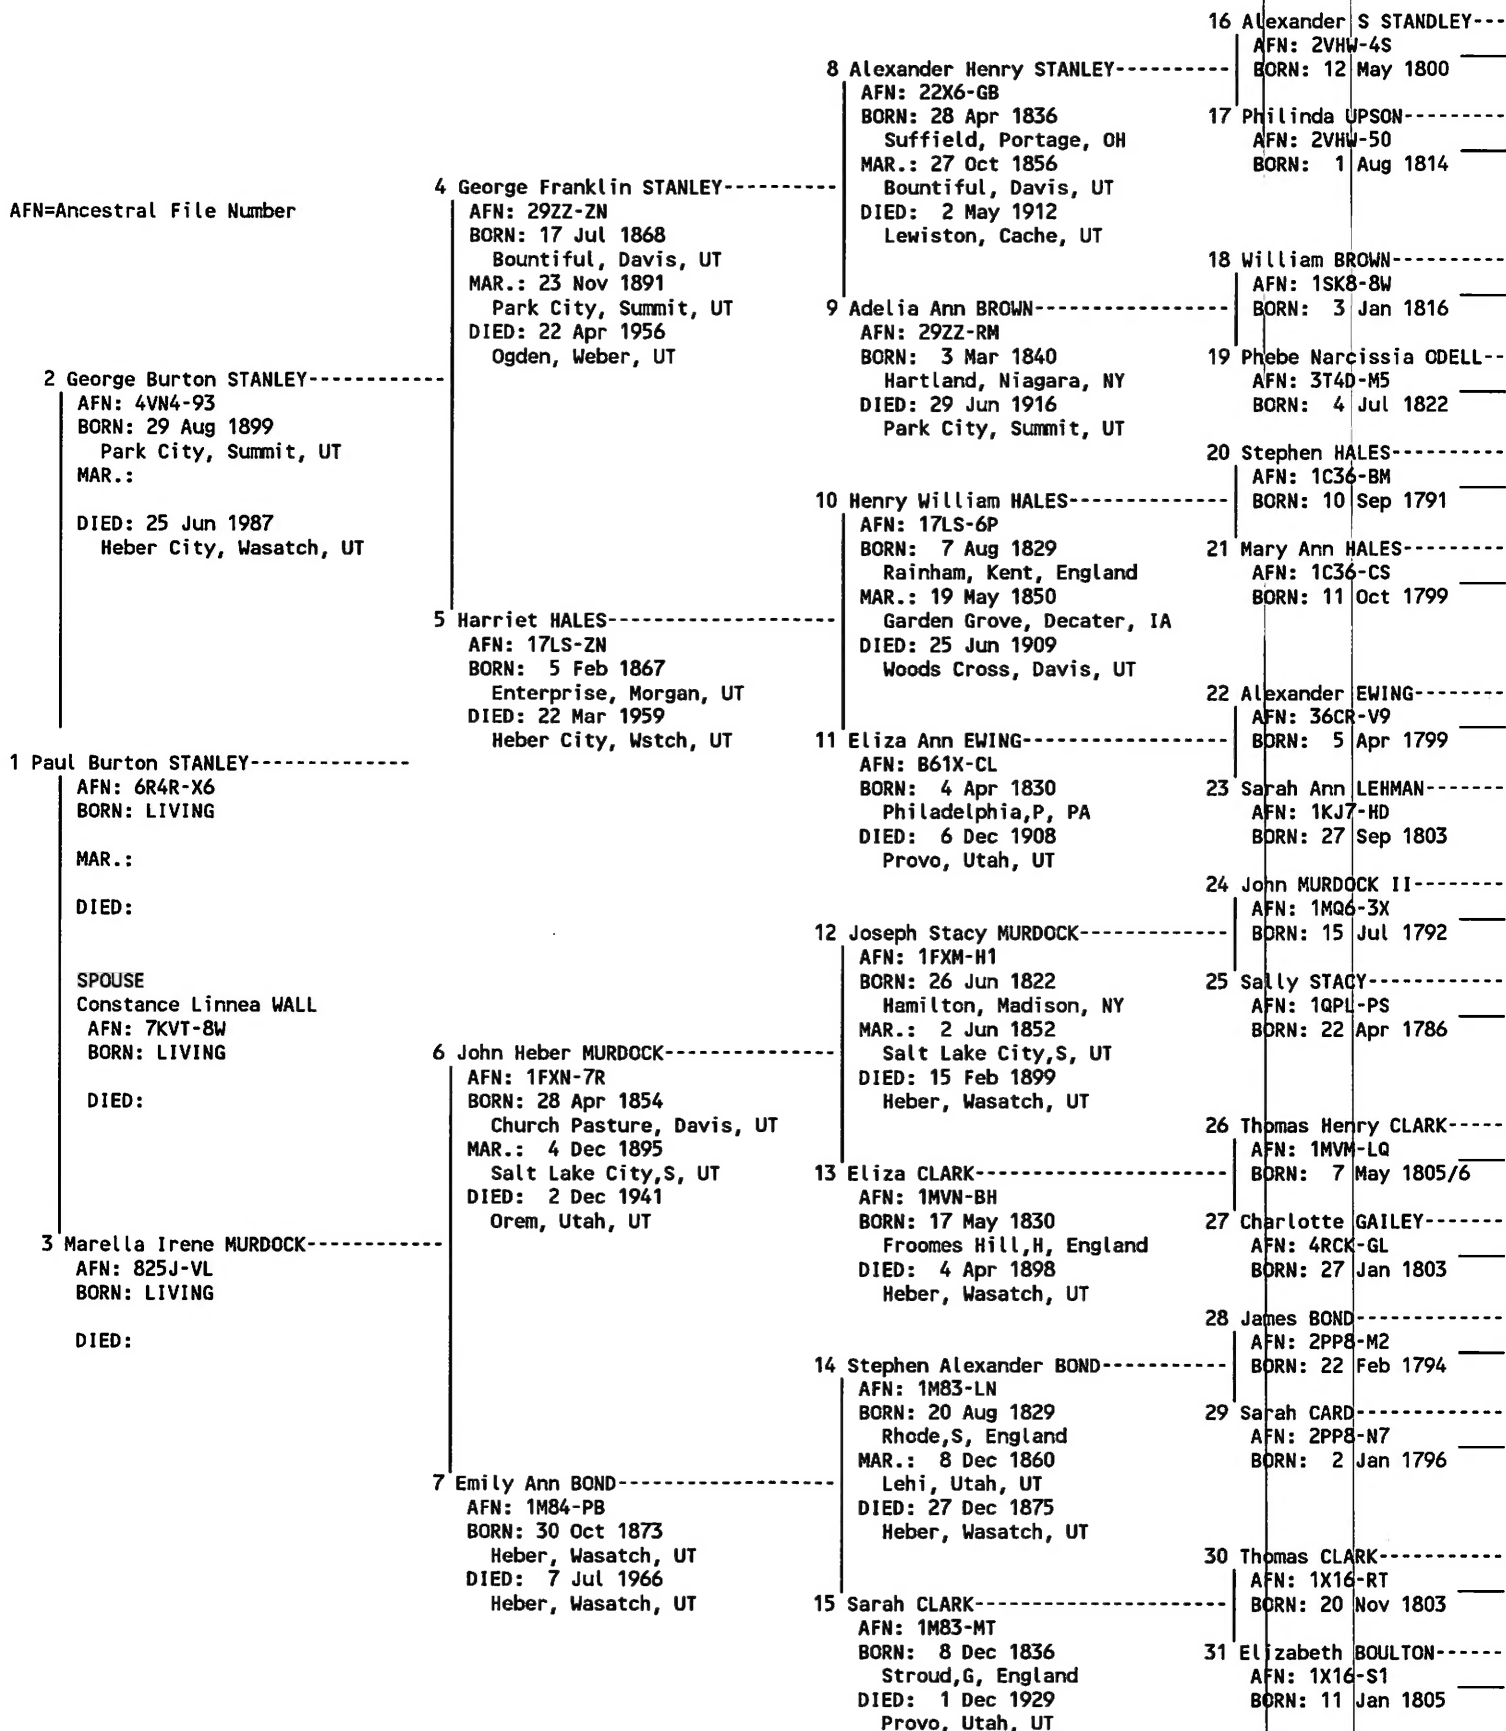 AFN=Ancestral File Number
1 Paul Burton STANLEY-------------
AFN: 6R4R-X6
BORN: LIVING
MAR.:
DIED:
SPOUSE
Constance Linnea WALL
AFN: 7KVT-8W
BORN: LIVING
DIED:
2 George Burton STANLEY------------
AFN: 4VN4-93
BORN: 29 Aug 1899
Park City, Summit, UT
MAR.:
DIED: 25 Jun 1987
Heber City, Wasatch, UT
3 Marella Irene MURDOCK------------
AFN: 825J-VL
BORN: LIVING
DIED:
4 George Franklin STANLEY----------
AFN: 29ZZ-ZN
BORN: 17 Jul 1868
Bountiful, Davis, UT
MAR.: 23 Nov 1891
Park City, Summit, UT
DIED: 22 Apr 1956
Ogden, Weber, UT
5 Harriet HALES--------------------
AFN: 17LS-ZN
BORN: 5 Feb 1867
Enterprise, Morgan, UT
DIED: 22 Mar 1959
Heber City, Wstch, UT
6 John Heber MURDOCK---------------
AFN: 1FXN-7R
BORN: 28 Apr 1854
Church Pasture, Davis, UT
MAR.: 4 Dec 1895
Salt Lake City,S, UT
DIED: 2 Dec 1941
Orem, Utah, UT
7 Emily Ann BOND-------------------
AFN: 1M84-PB
BORN: 30 Oct 1873
Heber, Wasatch, UT
DIED: 7 Jul 1966
Heber, Wasatch, UT
8 Alexander Henry STANLEY----------
AFN: 22X6-GB
BORN: 28 Apr 1836
Suffield, Portage, OH
MAR.: 27 Oct 1856
Bountiful, Davis, UT
DIED: 2 May 1912
Lewiston, Cache, UT
9 Adelia Ann BROWN-----------------
AFN: 29ZZ-RM
BORN: 3 Mar 1840
Hartland, Niagara, NY
DIED: 29 Jun 1916
Park City, Summit, UT
10 Henry William HALES--------------
AFN: 17LS-6P
BORN: 7 Aug 1829
Rainham, Kent, England
MAR.: 19 May 1850
Garden Grove, Decater, IA
DIED: 25 Jun 1909
Woods Cross, Davis, UT
11 Eliza Ann EWING------------------
AFN: B61X-CL
BORN: 4 Apr 1830
Philadelphia,P, PA
DIED: 6 Dec 1908
Provo, Utah, UT
12 Joseph Stacy MURDOCK-------------
AFN: 1FXM-H1
BORN: 26 Jun 1822
Hamilton, Madison, NY
MAR.: 2 Jun 1852
Salt Lake City,S, UT
DIED: 15 Feb 1899
Heber, Wasatch, UT
13 Eliza CLARK----------------------
AFN: 1MVN-BH
BORN: 17 May 1830
Froomes Hill,H, England
DIED: 4 Apr 1898
Heber, Wasatch, UT
14 Stephen Alexander BOND-----------
AFN: 1M83-LN
BORN: 20 Aug 1829
Rhode,S, England
MAR.: 8 Dec 1860
Lehi, Utah, UT
DIED: 27 Dec 1875
Heber, Wasatch, UT
15 Sarah CLARK----------------------
AFN: 1M83-MT
BORN: 8 Dec 1836
Stroud,G, England
DIED: 1 Dec 1929
Provo, Utah, UT
16 Alexander S STANDLEY---
AFN: 2VHW-4S
BORN: 12 May 1800
17 Philinda UPSON---------
AFN: 2VHW-50
BORN: 1 Aug 1814
18 William BROWN----------
AFN: 1SK8-8W
BORN: 3 Jan 1816
19 Phebe Narcissia ODELL--
AFN: 3T4D-M5
BORN: 4 Jul 1822
20 Stephen HALES----------
AFN: 1C36-BM
BORN: 10 Sep 1791
21 Mary Ann HALES---------
AFN: 1C36-CS
BORN: 11 Oct 1799
22 Alexander EWING--------
AFN: 36CR-V9
BORN: 5 Apr 1799
23 Sarah Ann LEHMAN-------
AFN: 1KJ7-HD
BORN: 27 Sep 1803
24 John MURDOCK II--------
AFN: 1MQ6-3X
BORN: 15 Jul 1792
25 Sally STACY------------
AFN: 1QPL-PS
BORN: 22 Apr 1786
26 Thomas Henry CLARK-----
AFN: 1MVM-LQ
BORN: 7 May 1805/6
27 Charlotte GAILEY-------
AFN: 4RCK-GL
BORN: 27 Jan 1803
28 James BOND-------------
AFN: 2PP8-M2
BORN: 22 Feb 1794
29 Sarah CARD-------------
AFN: 2PP8-N7
BORN: 2 Jan 1796
30 Thomas CLARK-----------
AFN: 1X16-RT
BORN: 20 Nov 1803
31 Elizabeth BOULTON------
AFN: 1X16-S1
BORN: 11 Jan 1805